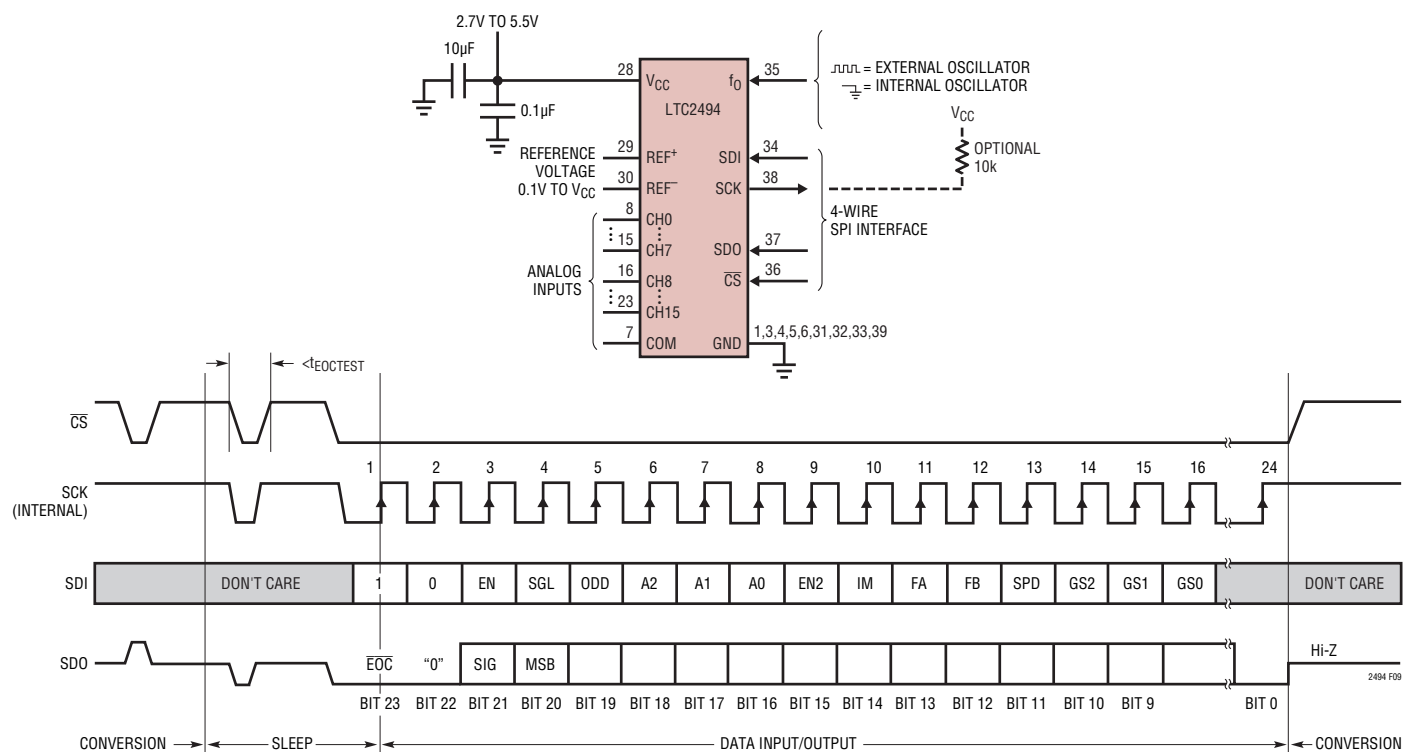 2.7V TO 5.5V
10µF
0.1µF
28
VCC
LTC2494
fO
35
= EXTERNAL OSCILLATOR
= INTERNAL OSCILLATOR
VCC
OPTIONAL
10k
REFERENCE
VOLTAGE
0.1V TO VCC
29
REF+
30
REF–
SDI
34
SCK
38
4-WIRE
SPI INTERFACE
SDO
37
CS
36
ANALOG
INPUTS
8
CH0
15
CH7
16
CH8
23
CH15
7
COM
GND
1,3,4,5,6,31,32,33,39
<tEOCTEST
CS
SCK
(INTERNAL)
1 2 3 4 5 6 7 8 9 10 11 12 13 14 15 16 24
SDI
DON'T CARE 1 0 EN SGL ODD A2 A1 A0 EN2 IM FA FB SPD GS2 GS1 GS0 DON'T CARE
SDO
EOC "0" SIG MSB
Hi-Z
2494 F09
BIT 23 BIT 22 BIT 21 BIT 20 BIT 19 BIT 18 BIT 17 BIT 16 BIT 15 BIT 14 BIT 13 BIT 12 BIT 11 BIT 10 BIT 9 BIT 0
CONVERSION SLEEP DATA INPUT/OUTPUT CONVERSION